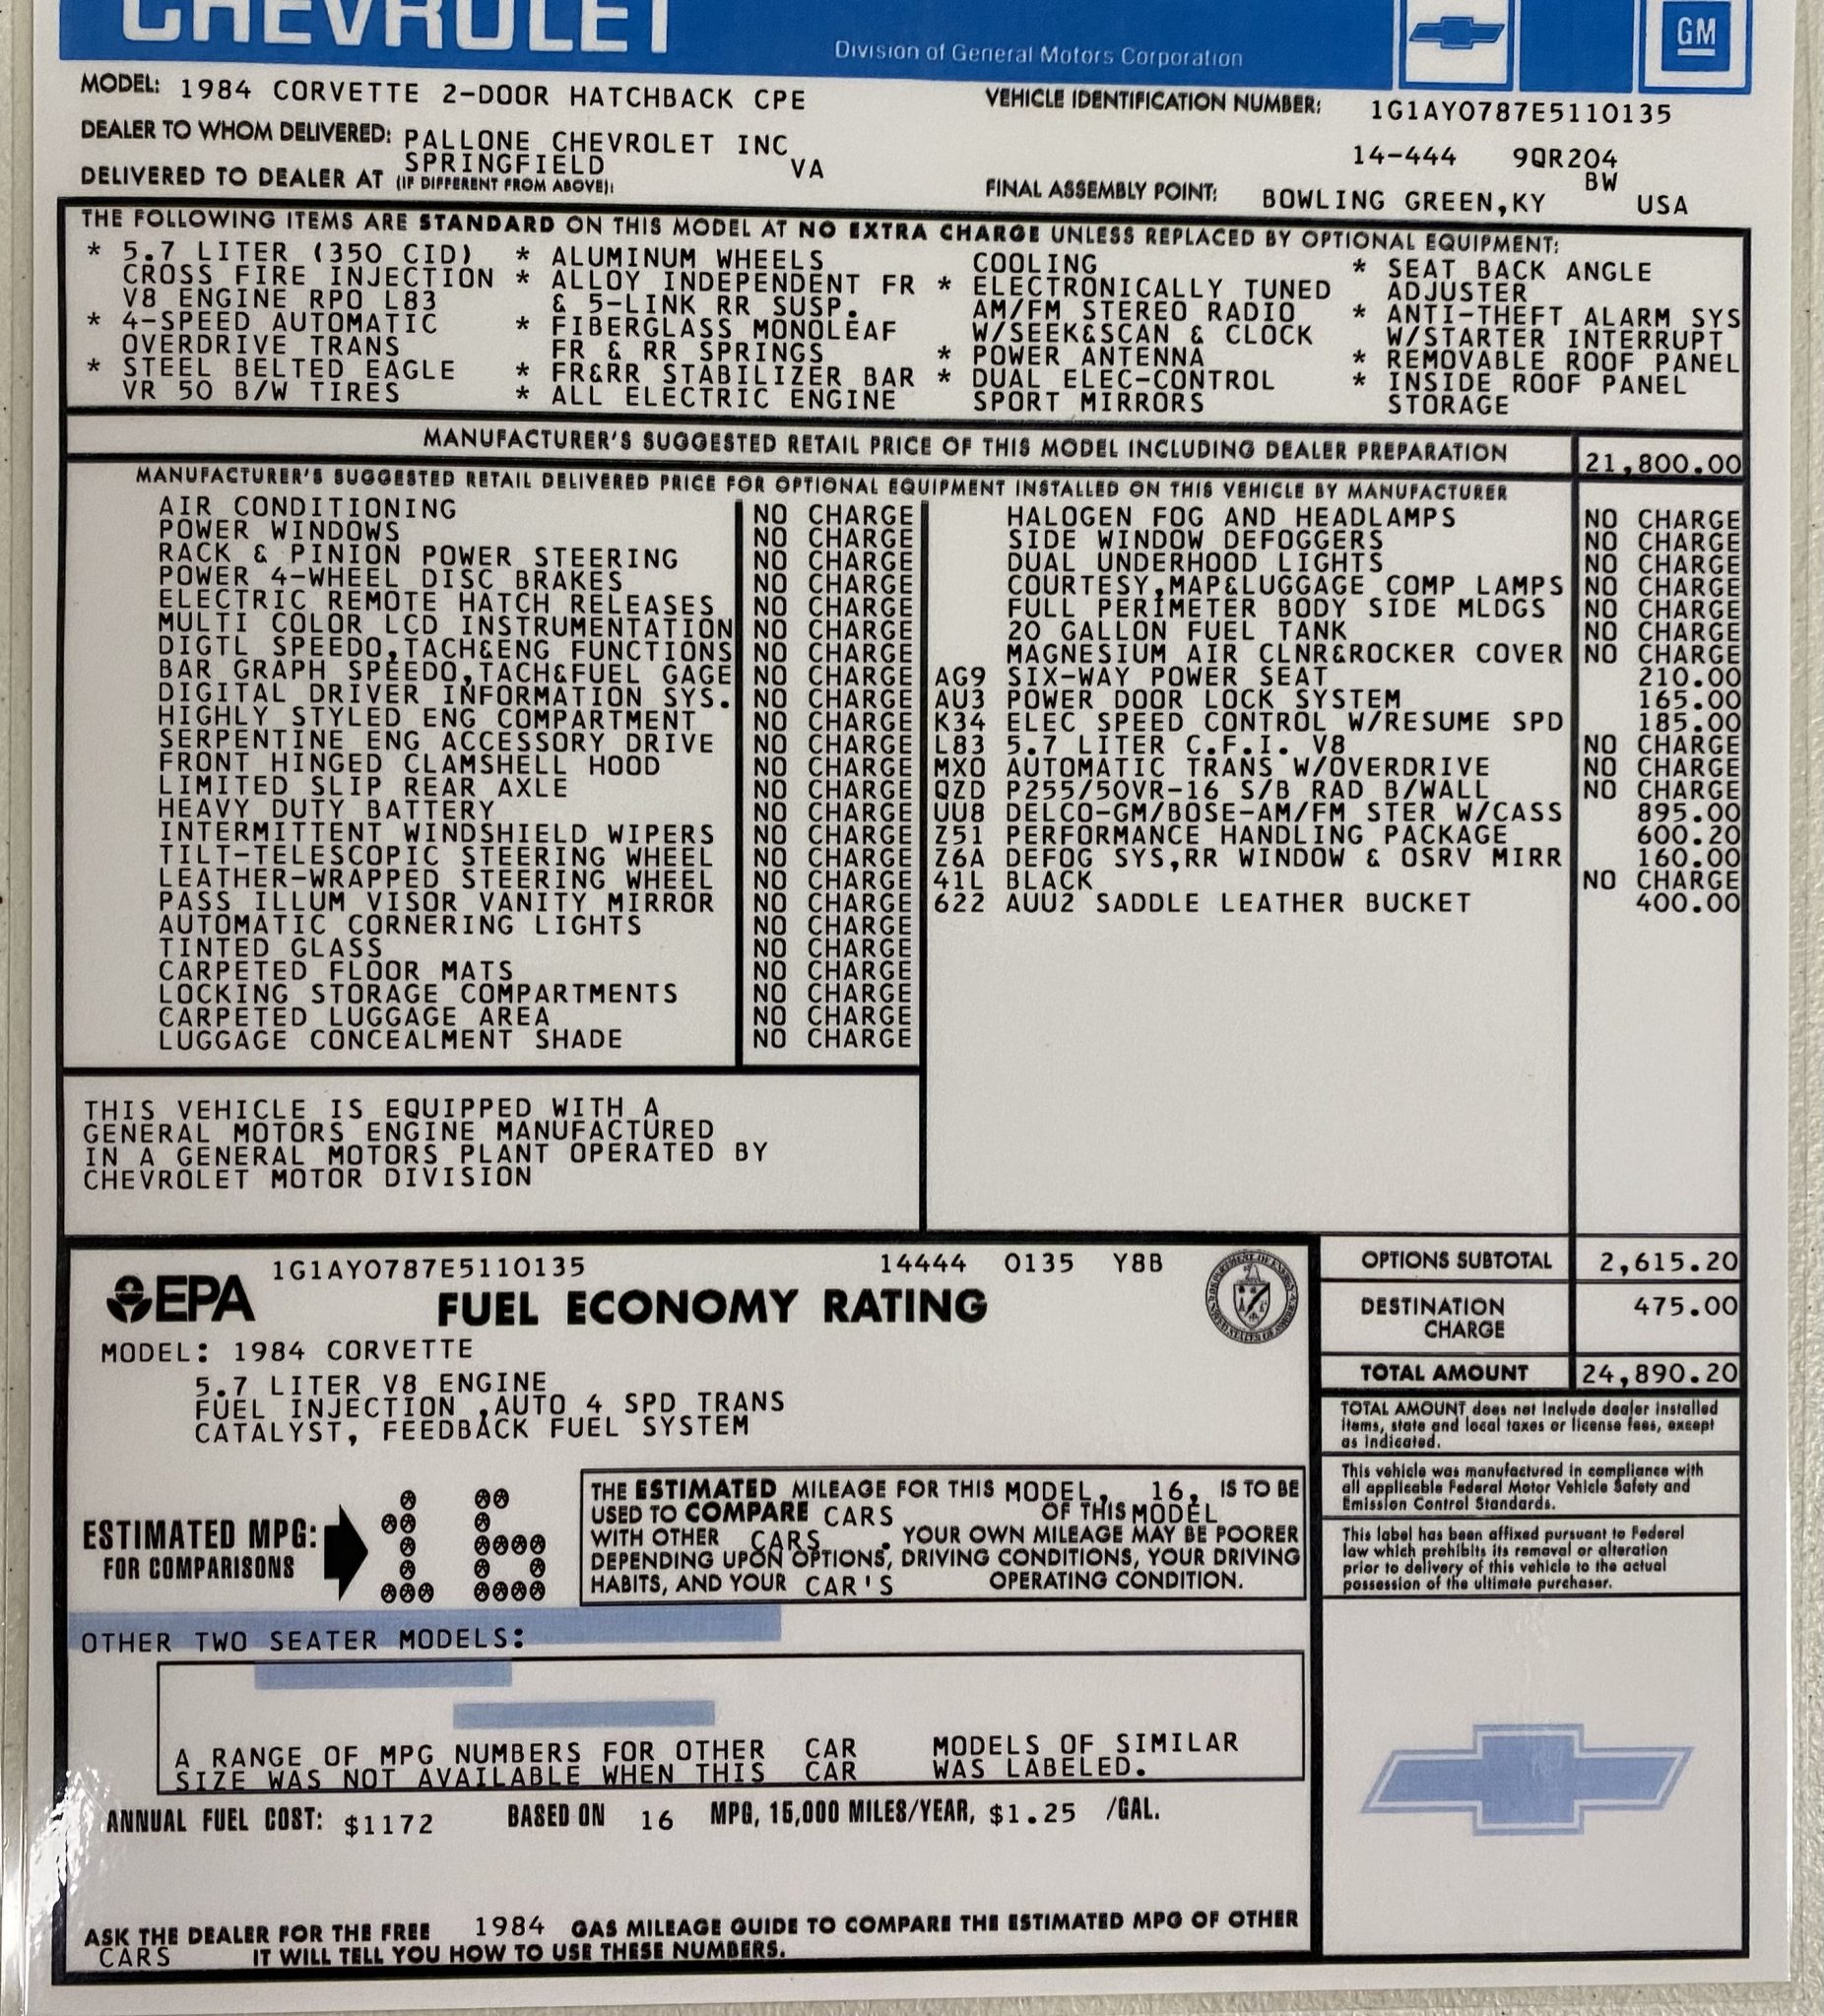 CHEVROLET
Division of General Motors Corporation
GM
MODEL: 1984 CORVETTE 2-DOOR HATCHBACK CPE
VEHICLE IDENTIFICATION NUMBER: 1G1AY0787E5110135
DEALER TO WHOM DELIVERED: PALLONE CHEVROLET INC
SPRINGFIELD VA
14-444 9QR204
BW
DELIVERED TO DEALER AT (IF DIFFERENT FROM ABOVE):
FINAL ASSEMBLY POINT: BOWLING GREEN,KY USA
THE FOLLOWING ITEMS ARE STANDARD ON THIS MODEL AT NO EXTRA CHARGE UNLESS REPLACED BY OPTIONAL EQUIPMENT:
* 5.7 LITER (350 CID)
CROSS FIRE INJECTION
V8 ENGINE RPO L83
* 4-SPEED AUTOMATIC
OVERDRIVE TRANS
* STEEL BELTED EAGLE
VR 50 B/W TIRES
* ALUMINUM WHEELS
* ALLOY INDEPENDENT FR
& 5-LINK RR SUSP.
* FIBERGLASS MONOLEAF
FR & RR SPRINGS
* FR&RR STABILIZER BAR
* ALL ELECTRIC ENGINE
COOLING
* ELECTRONICALLY TUNED
AM/FM STEREO RADIO
W/SEEK&SCAN & CLOCK
* POWER ANTENNA
* DUAL ELEC-CONTROL
SPORT MIRRORS
* SEAT BACK ANGLE
ADJUSTER
* ANTI-THEFT ALARM SYS
W/STARTER INTERRUPT
* REMOVABLE ROOF PANEL
* INSIDE ROOF PANEL
STORAGE
MANUFACTURER'S SUGGESTED RETAIL PRICE OF THIS MODEL INCLUDING DEALER PREPARATION 21,800.00
MANUFACTURER'S SUGGESTED RETAIL DELIVERED PRICE FOR OPTIONAL EQUIPMENT INSTALLED ON THIS VEHICLE BY MANUFACTURER
AIR CONDITIONING NO CHARGE
POWER WINDOWS NO CHARGE
RACK & PINION POWER STEERING NO CHARGE
POWER 4-WHEEL DISC BRAKES NO CHARGE
ELECTRIC REMOTE HATCH RELEASES NO CHARGE
MULTI COLOR LCD INSTRUMENTATION NO CHARGE
DIGTL SPEEDO,TACH&ENG FUNCTIONS NO CHARGE
BAR GRAPH SPEEDO,TACH&FUEL GAGE NO CHARGE
DIGITAL DRIVER INFORMATION SYS. NO CHARGE
HIGHLY STYLED ENG COMPARTMENT NO CHARGE
SERPENTINE ENG ACCESSORY DRIVE NO CHARGE
FRONT HINGED CLAMSHELL HOOD NO CHARGE
LIMITED SLIP REAR AXLE NO CHARGE
HEAVY DUTY BATTERY NO CHARGE
INTERMITTENT WINDSHIELD WIPERS NO CHARGE
TILT-TELESCOPIC STEERING WHEEL NO CHARGE
LEATHER-WRAPPED STEERING WHEEL NO CHARGE
PASS ILLUM VISOR VANITY MIRROR NO CHARGE
AUTOMATIC CORNERING LIGHTS NO CHARGE
TINTED GLASS NO CHARGE
CARPETED FLOOR MATS NO CHARGE
LOCKING STORAGE COMPARTMENTS NO CHARGE
CARPETED LUGGAGE AREA NO CHARGE
LUGGAGE CONCEALMENT SHADE NO CHARGE
HALOGEN FOG AND HEADLAMPS NO CHARGE
SIDE WINDOW DEFOGGERS NO CHARGE
DUAL UNDERHOOD LIGHTS NO CHARGE
COURTESY,MAP&LUGGAGE COMP LAMPS NO CHARGE
FULL PERIMETER BODY SIDE MLDGS NO CHARGE
20 GALLON FUEL TANK NO CHARGE
MAGNESIUM AIR CLNR&ROCKER COVER NO CHARGE
AG9 SIX-WAY POWER SEAT 210.00
AU3 POWER DOOR LOCK SYSTEM 165.00
K34 ELEC SPEED CONTROL W/RESUME SPD 185.00
L83 5.7 LITER C.F.I. V8 NO CHARGE
MX0 AUTOMATIC TRANS W/OVERDRIVE NO CHARGE
QZD P255/50VR-16 S/B RAD B/WALL NO CHARGE
UU8 DELCO-GM/BOSE-AM/FM STER W/CASS 895.00
Z51 PERFORMANCE HANDLING PACKAGE 600.20
Z6A DEFOG SYS,RR WINDOW & OSRV MIRR 160.00
41L BLACK NO CHARGE
622 AUU2 SADDLE LEATHER BUCKET 400.00
THIS VEHICLE IS EQUIPPED WITH A
GENERAL MOTORS ENGINE MANUFACTURED
IN A GENERAL MOTORS PLANT OPERATED BY
CHEVROLET MOTOR DIVISION
OPTIONS SUBTOTAL 2,615.20
DESTINATION CHARGE 475.00
TOTAL AMOUNT 24,890.20
TOTAL AMOUNT does not include dealer installed
items, state and local taxes or license fees, except
as indicated.
This vehicle was manufactured in compliance with
all applicable Federal Motor Vehicle Safety and
Emission Control Standards.
This label has been affixed pursuant to Federal
law which prohibits its removal or alteration
prior to delivery of this vehicle to the actual
possession of the ultimate purchaser.
1G1AY0787E5110135 14444 0135 Y8B
EPA FUEL ECONOMY RATING
MODEL: 1984 CORVETTE
5.7 LITER V8 ENGINE
FUEL INJECTION ,AUTO 4 SPD TRANS
CATALYST, FEEDBACK FUEL SYSTEM
ESTIMATED MPG: 16
FOR COMPARISONS
THE ESTIMATED MILEAGE FOR THIS MODEL, 16, IS TO BE
USED TO COMPARE CARS OF THIS MODEL
WITH OTHER CARS . YOUR OWN MILEAGE MAY BE POORER
DEPENDING UPON OPTIONS, DRIVING CONDITIONS, YOUR DRIVING
HABITS, AND YOUR CAR'S OPERATING CONDITION.
OTHER TWO SEATER MODELS:
A RANGE OF MPG NUMBERS FOR OTHER CAR MODELS OF SIMILAR
SIZE WAS NOT AVAILABLE WHEN THIS CAR WAS LABELED.
ANNUAL FUEL COST: $1172 BASED ON 16 MPG, 15,000 MILES/YEAR, $1.25 /GAL.
ASK THE DEALER FOR THE FREE 1984 GAS MILEAGE GUIDE TO COMPARE THE ESTIMATED MPG OF OTHER
CARS IT WILL TELL YOU HOW TO USE THESE NUMBERS.